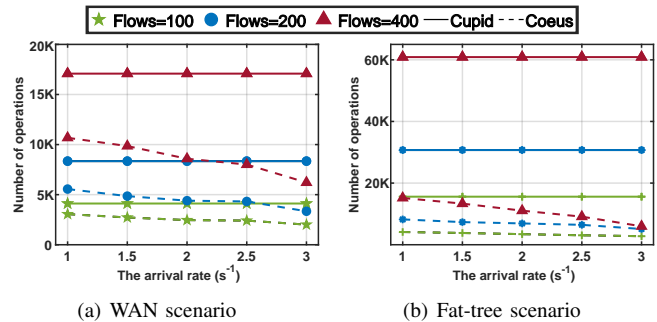 Flows=100 Flows=200 Flows=400 Cupid Coeus
20K
15K
10K
5K
0
Number of operations
1 1.5 2 2.5 3
The arrival rate (s⁻¹)
(a) WAN scenario
60K
40K
20K
Number of operations
1 1.5 2 2.5 3
The arrival rate (s⁻¹)
(b) Fat-tree scenario